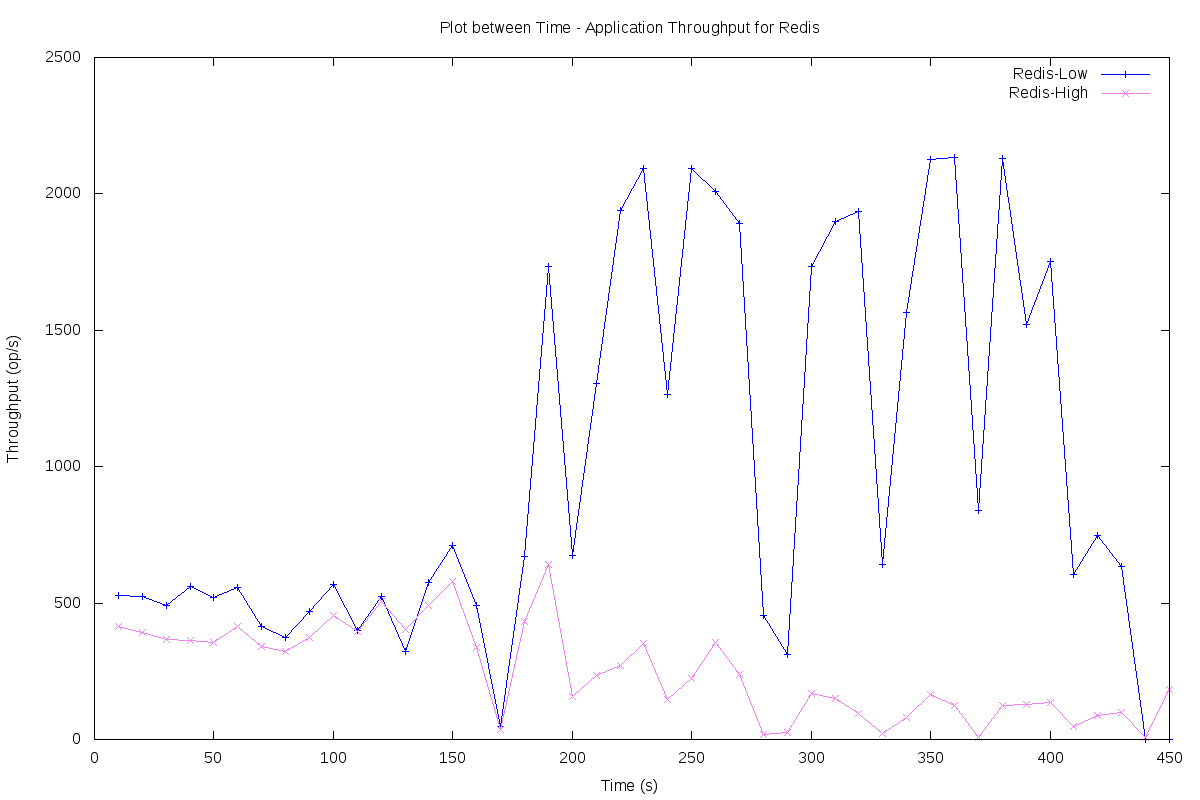 Plot between Time - Application Throughput for Redis
2500
2000
1500
1000
500
0
Throughput (op/s)
Redis-Low
Redis-High
0 50 100 150 200 250 300 350 400 450
Time (s)